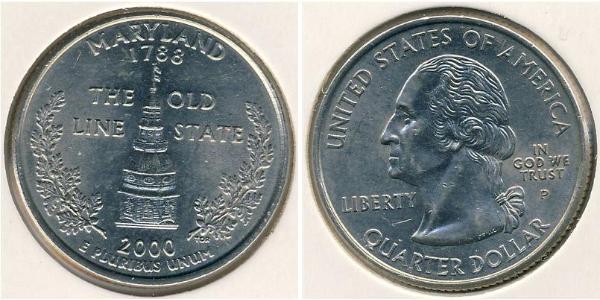 MARYLAND
1788
THE OLD
LINE STATE
2000
E PLURIBUS UNUM
UNITED STATES OF AMERICA
IN
GOD WE
TRUST
LIBERTY
P
QUARTER DOLLAR